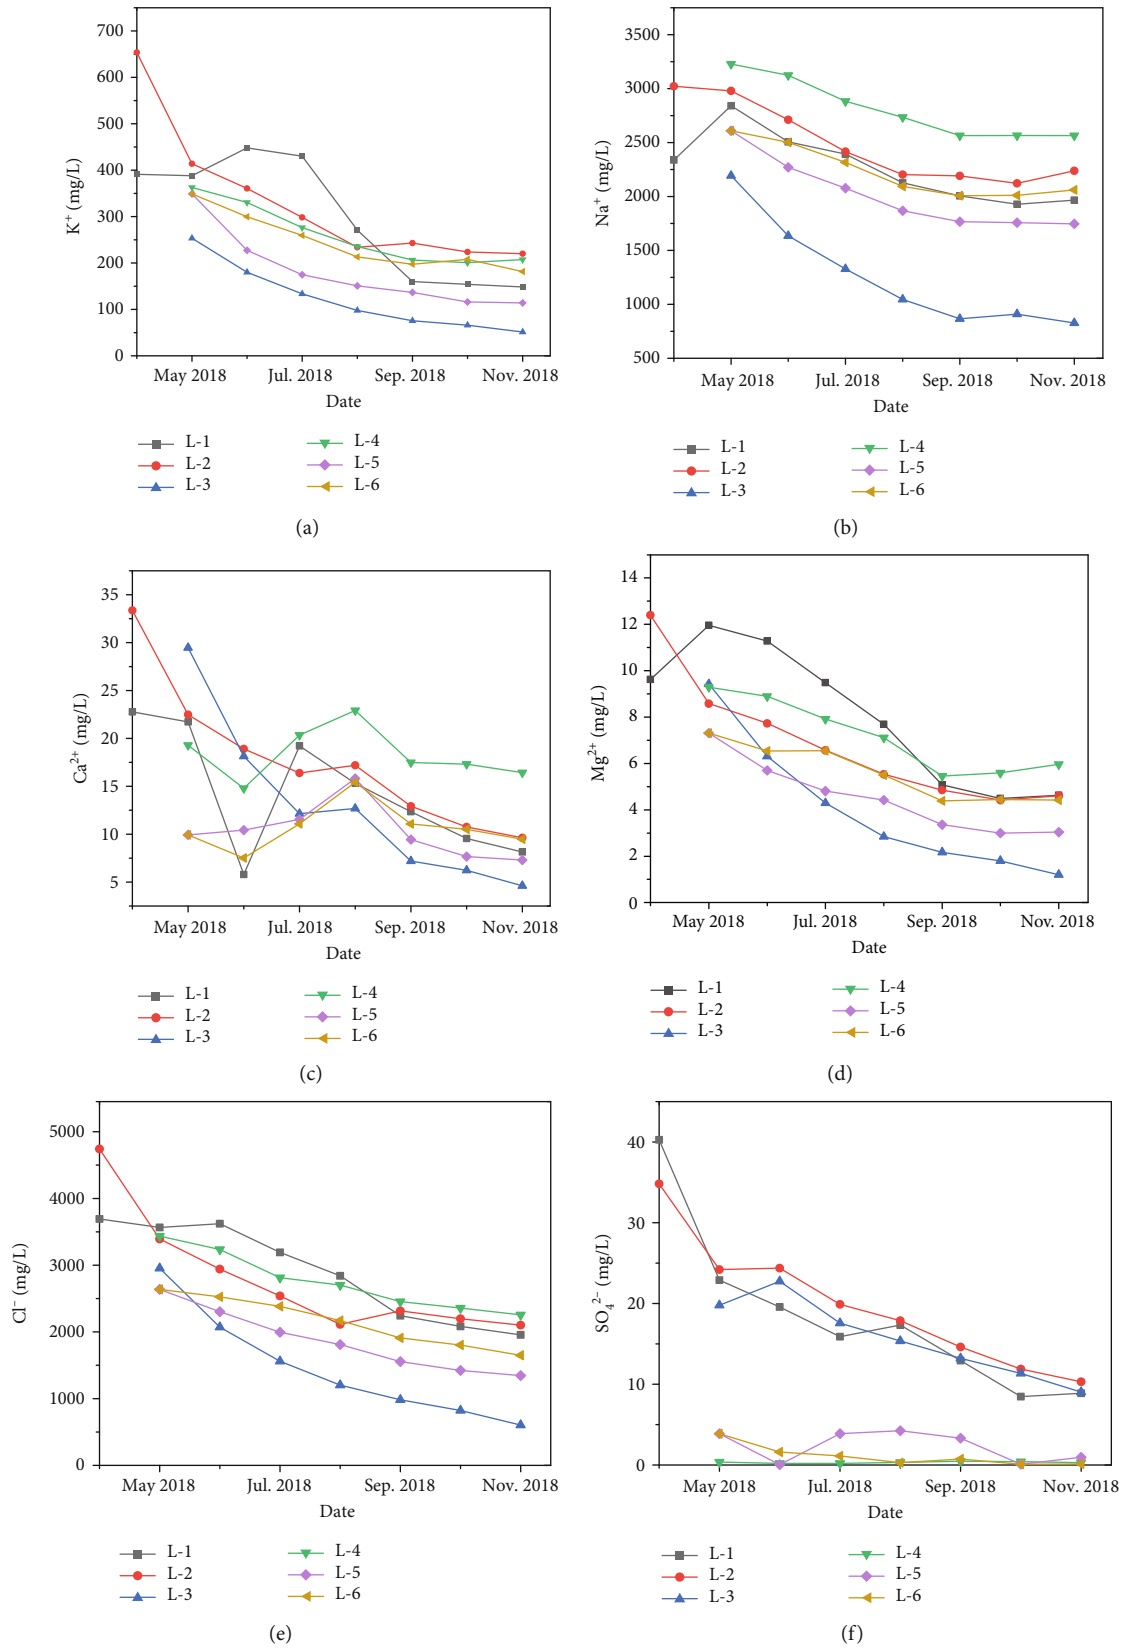 K⁺ (mg/L)
700
600
500
400
300
200
100
0
May 2018 Jul. 2018 Sep. 2018 Nov. 2018
Date
L-1 L-4
L-2 L-5
L-3 L-6
(a)
Na⁺ (mg/L)
3500
3000
2500
2000
1500
1000
500
May 2018 Jul. 2018 Sep. 2018 Nov. 2018
Date
L-1 L-4
L-2 L-5
L-3 L-6
(b)
Ca²⁺ (mg/L)
35
30
25
20
15
10
5
May 2018 Jul. 2018 Sep. 2018 Nov. 2018
Date
L-1 L-4
L-2 L-5
L-3 L-6
(c)
Mg²⁺ (mg/L)
14
12
10
8
6
4
2
0
May 2018 Jul. 2018 Sep. 2018 Nov. 2018
Date
L-1 L-4
L-2 L-5
L-3 L-6
(d)
Cl⁻ (mg/L)
5000
4000
3000
2000
1000
0
May 2018 Jul. 2018 Sep. 2018 Nov. 2018
Date
L-1 L-4
L-2 L-5
L-3 L-6
(e)
SO₄²⁻ (mg/L)
40
30
20
10
0
May 2018 Jul. 2018 Sep. 2018 Nov. 2018
Date
L-1 L-4
L-2 L-5
L-3 L-6
(f)